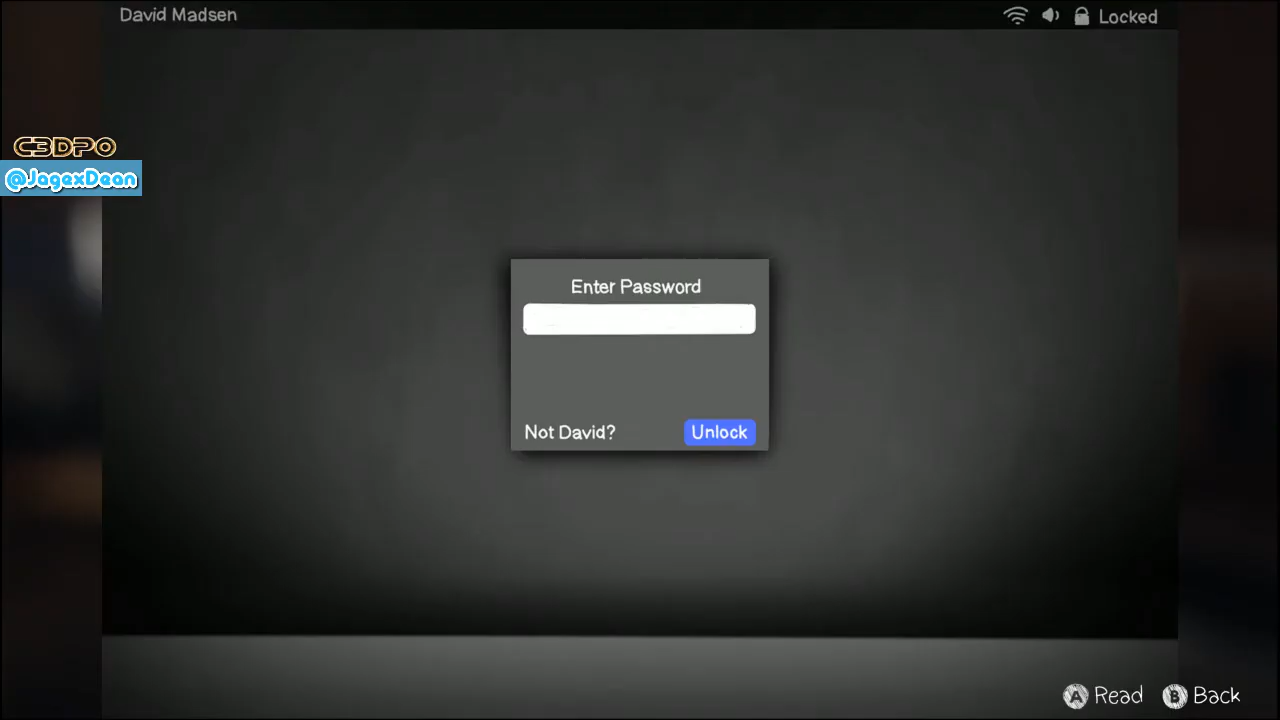 David Madsen
Locked
C3DPO
@JagexDean
Enter Password
Not David?
Unlock
A Read
B Back